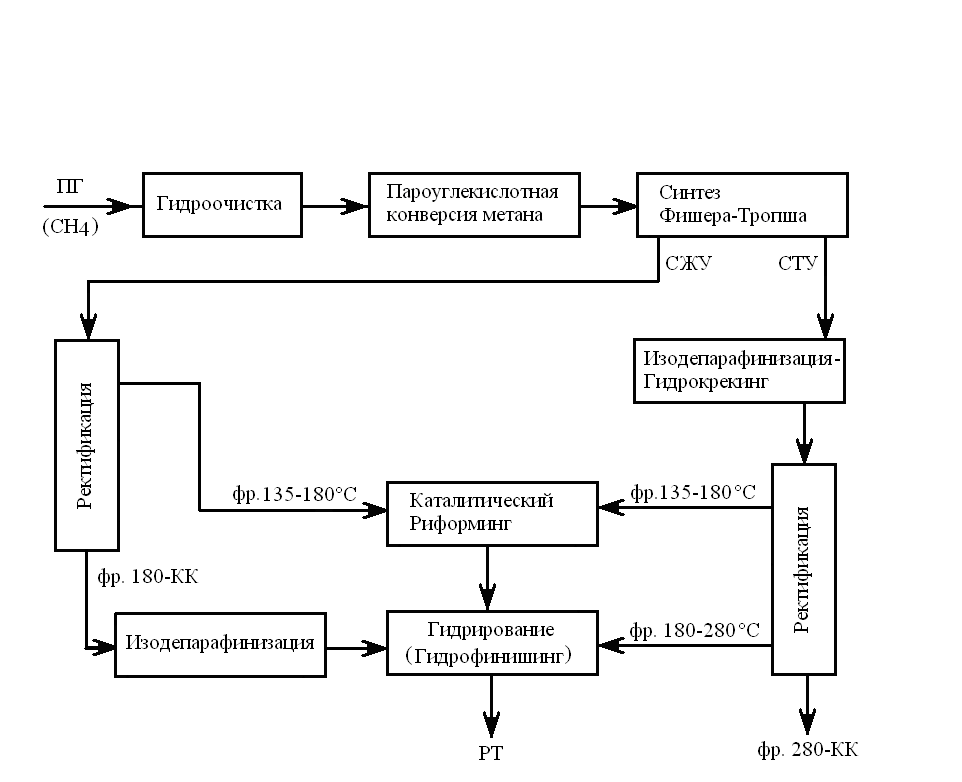 ПГ
(СН4)
Гидроочистка
Пароуглекислотная
конверсия метана
Синтез
Фишера-Тропша
СЖУ
СТУ
Ректификация
Изодепарафинизация-
Гидрокрекинг
фр.135-180°С
Каталитический
Риформинг
фр.135-180°С
Ректификация
фр. 180-КК
Изодепарафинизация
Гидрирование
(Гидрофинишинг)
фр. 180-280°С
РТ
фр. 280-КК